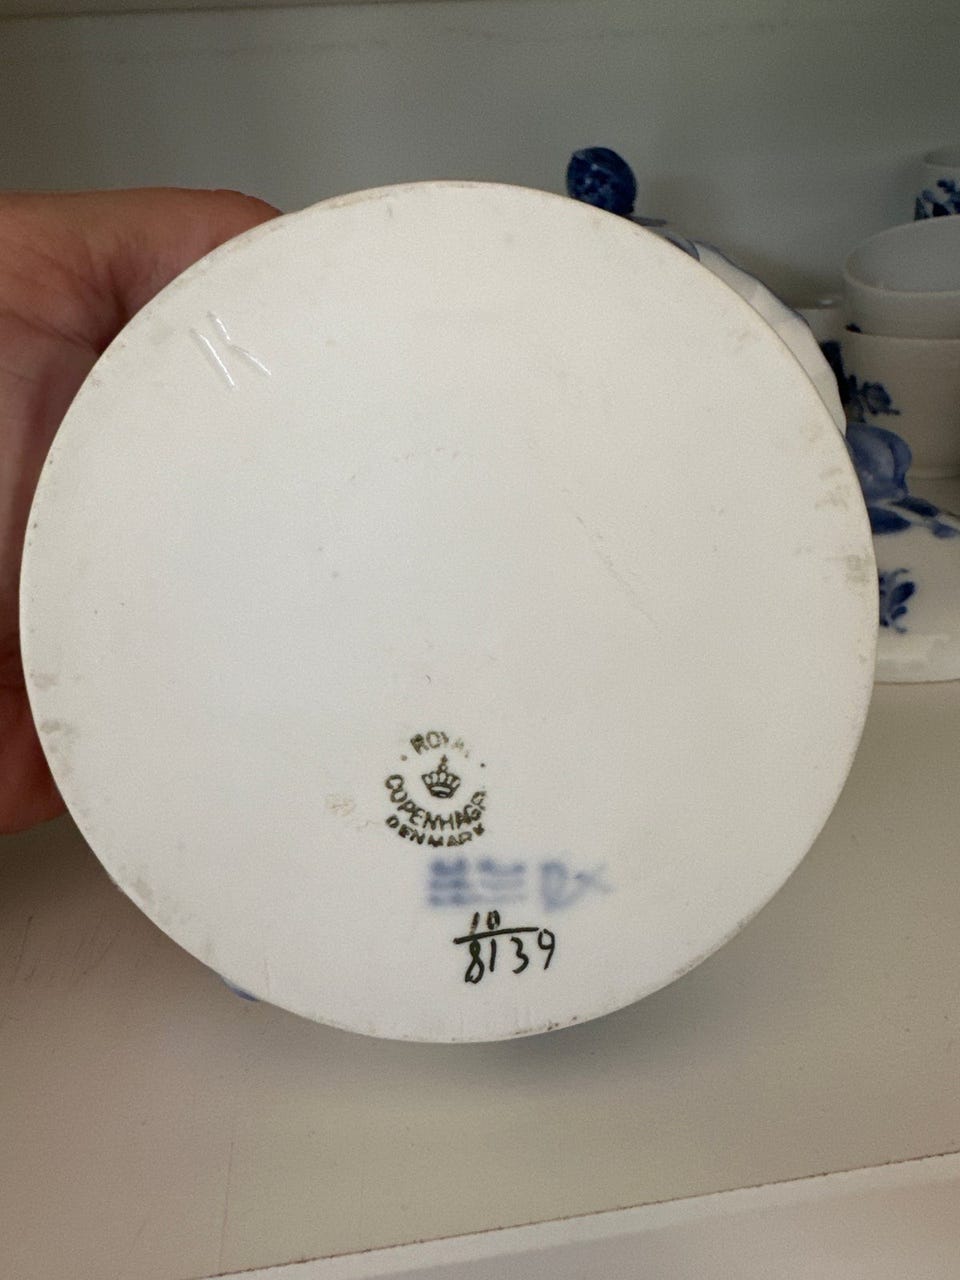 K
ROYAL
COPENHAGEN
DENMARK
10
8139